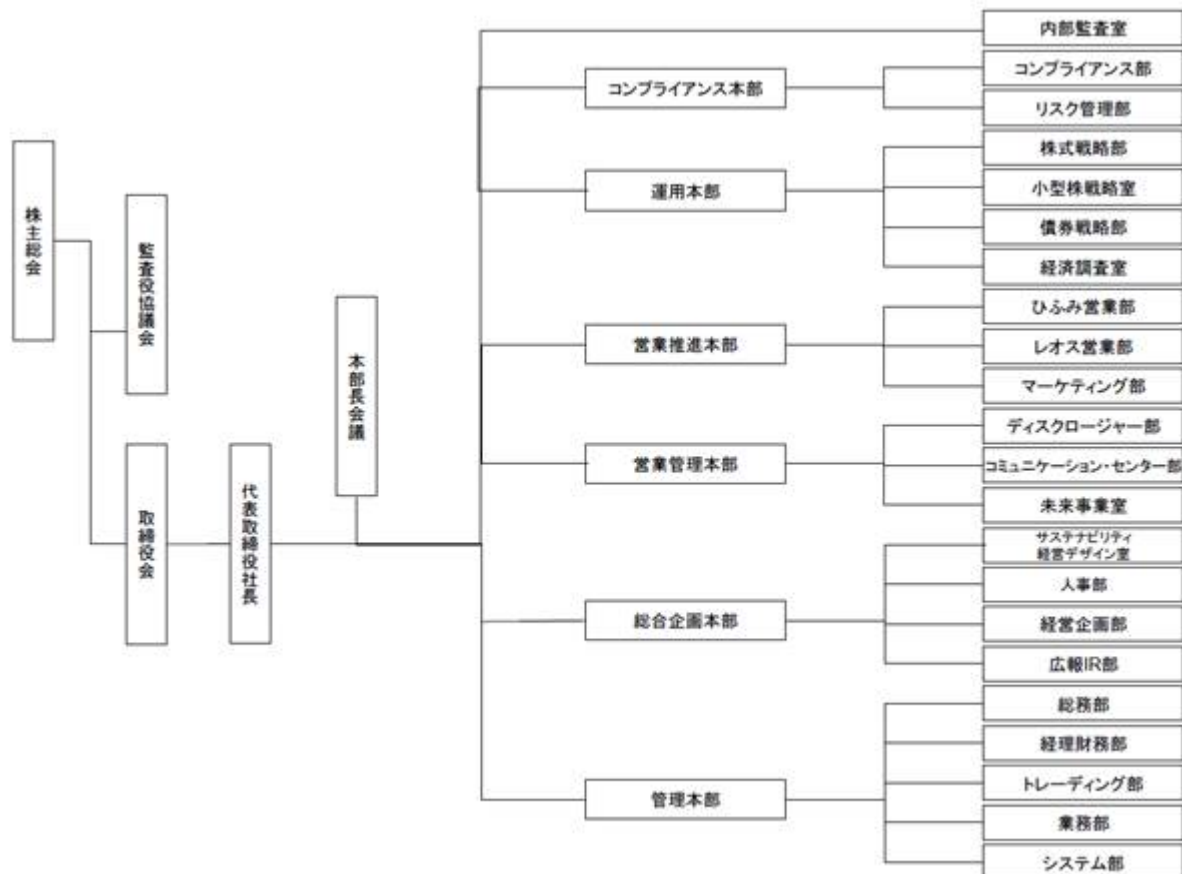 株主総会
監査役協議会
取締役会
代表取締役社長
本部長会議
内部監査室
コンプライアンス本部
コンプライアンス部
リスク管理部
運用本部
株式戦略部
小型株戦略室
債券戦略部
経済調査室
営業推進本部
ひふみ営業部
レオス営業部
マーケティング部
営業管理本部
ディスクロージャー部
コミュニケーション・センター部
未来事業室
総合企画本部
サステナビリティ
経営デザイン室
人事部
経営企画部
広報IR部
管理本部
総務部
経理財務部
トレーディング部
業務部
システム部